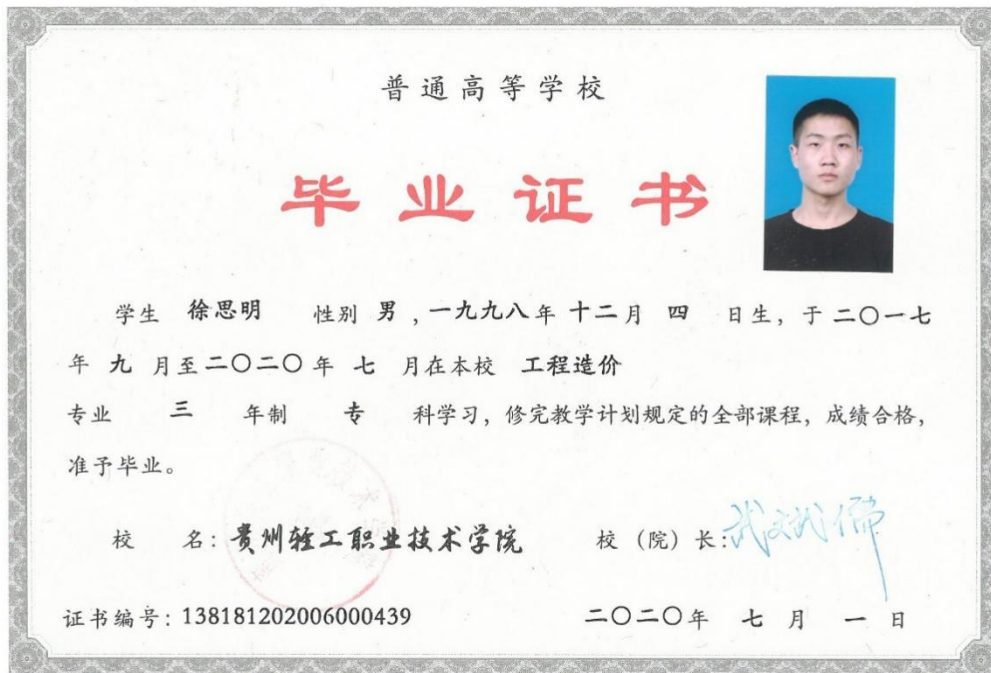 普通高等学校
毕业证书
学生 徐思明 性别 男 ，一九九八年 十二月 四 日生，于 二〇一七
年 九 月至二〇二〇年 七 月在本校 工程造价
专业 三 年制 专 科学习，修完教学计划规定的全部课程，成绩合格，
准予毕业。
校 名：贵州轻工职业技术学院 校（院）长：武斌儒
证书编号：138181202006000439 二〇二〇年 七 月 一 日